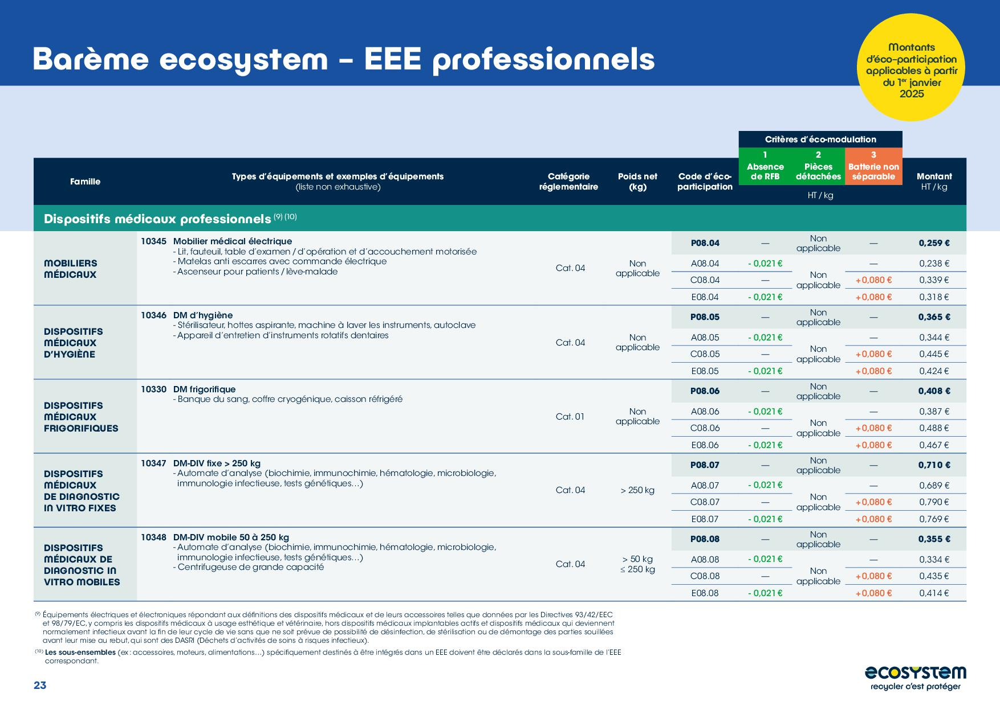 Barème ecosystem – EEE professionnels
Montants
d'éco-participation
applicables à partir
du 1er janvier
2025
Critères d'éco-modulation
Famille
Types d'équipements et exemples d'équipements
(liste non exhaustive)
Catégorie
réglementaire
Poids net
(kg)
Code d'éco-
participation
1
Absence
de RFB
2
Pièces
détachées
3
Batterie non
séparable
HT / kg
Montant
HT / kg
Dispositifs médicaux professionnels (9) (10)
MOBILIERS
MÉDICAUX
10345 Mobilier médical électrique
- Lit, fauteuil, table d'examen / d'opération et d'accouchement motorisée
- Matelas anti escarres avec commande électrique
- Ascenseur pour patients / lève-malade
Cat. 04
Non
applicable
P08.04 — Non applicable — 0,259 €
A08.04 - 0,021 € — 0,238 €
Non
applicable
C08.04 — + 0,080 € 0,339 €
E08.04 - 0,021 € + 0,080 € 0,318 €
DISPOSITIFS
MÉDICAUX
D'HYGIÈNE
10346 DM d'hygiène
- Stérilisateur, hottes aspirante, machine à laver les instruments, autoclave
- Appareil d'entretien d'instruments rotatifs dentaires
Cat. 04
Non
applicable
P08.05 — Non applicable — 0,365 €
A08.05 - 0,021 € — 0,344 €
Non
applicable
C08.05 — + 0,080 € 0,445 €
E08.05 - 0,021 € + 0,080 € 0,424 €
DISPOSITIFS
MÉDICAUX
FRIGORIFIQUES
10330 DM frigorifique
- Banque du sang, coffre cryogénique, caisson réfrigéré
Cat. 01
Non
applicable
P08.06 — Non applicable — 0,408 €
A08.06 - 0,021 € — 0,387 €
Non
applicable
C08.06 — + 0,080 € 0,488 €
E08.06 - 0,021 € + 0,080 € 0,467 €
DISPOSITIFS
MÉDICAUX
DE DIAGNOSTIC
IN VITRO FIXES
10347 DM-DIV fixe > 250 kg
- Automate d'analyse (biochimie, immunochimie, hématologie, microbiologie,
immunologie infectieuse, tests génétiques…)
Cat. 04
> 250 kg
P08.07 — Non applicable — 0,710 €
A08.07 - 0,021 € — 0,689 €
Non
applicable
C08.07 — + 0,080 € 0,790 €
E08.07 - 0,021 € + 0,080 € 0,769 €
DISPOSITIFS
MÉDICAUX DE
DIAGNOSTIC IN
VITRO MOBILES
10348 DM-DIV mobile 50 à 250 kg
- Automate d'analyse (biochimie, immunochimie, hématologie, microbiologie,
immunologie infectieuse, tests génétiques…)
- Centrifugeuse de grande capacité
Cat. 04
> 50 kg
≤ 250 kg
P08.08 — Non applicable — 0,355 €
A08.08 - 0,021 € — 0,334 €
Non
applicable
C08.08 — + 0,080 € 0,435 €
E08.08 - 0,021 € + 0,080 € 0,414 €
(9) Équipements électriques et électroniques répondant aux définitions des dispositifs médicaux et de leurs accessoires telles que données par les Directives 93/42/EEC
et 98/79/EC, y compris les dispositifs médicaux à usage esthétique et vétérinaire, hors dispositifs médicaux implantables actifs et dispositifs médicaux qui deviennent
normalement infectieux avant la fin de leur cycle de vie sans que ne soit prévue de possibilité de désinfection, de stérilisation ou de démontage des parties souillées
avant leur mise au rebut, qui sont des DASRI (Déchets d'activités de soins à risques infectieux).
(10) Les sous-ensembles (ex : accessoires, moteurs, alimentations…) spécifiquement destinés à être intégrés dans un EEE doivent être déclarés dans la sous-famille de l'EEE
correspondant.
23
ecosystem
recycler c'est protéger